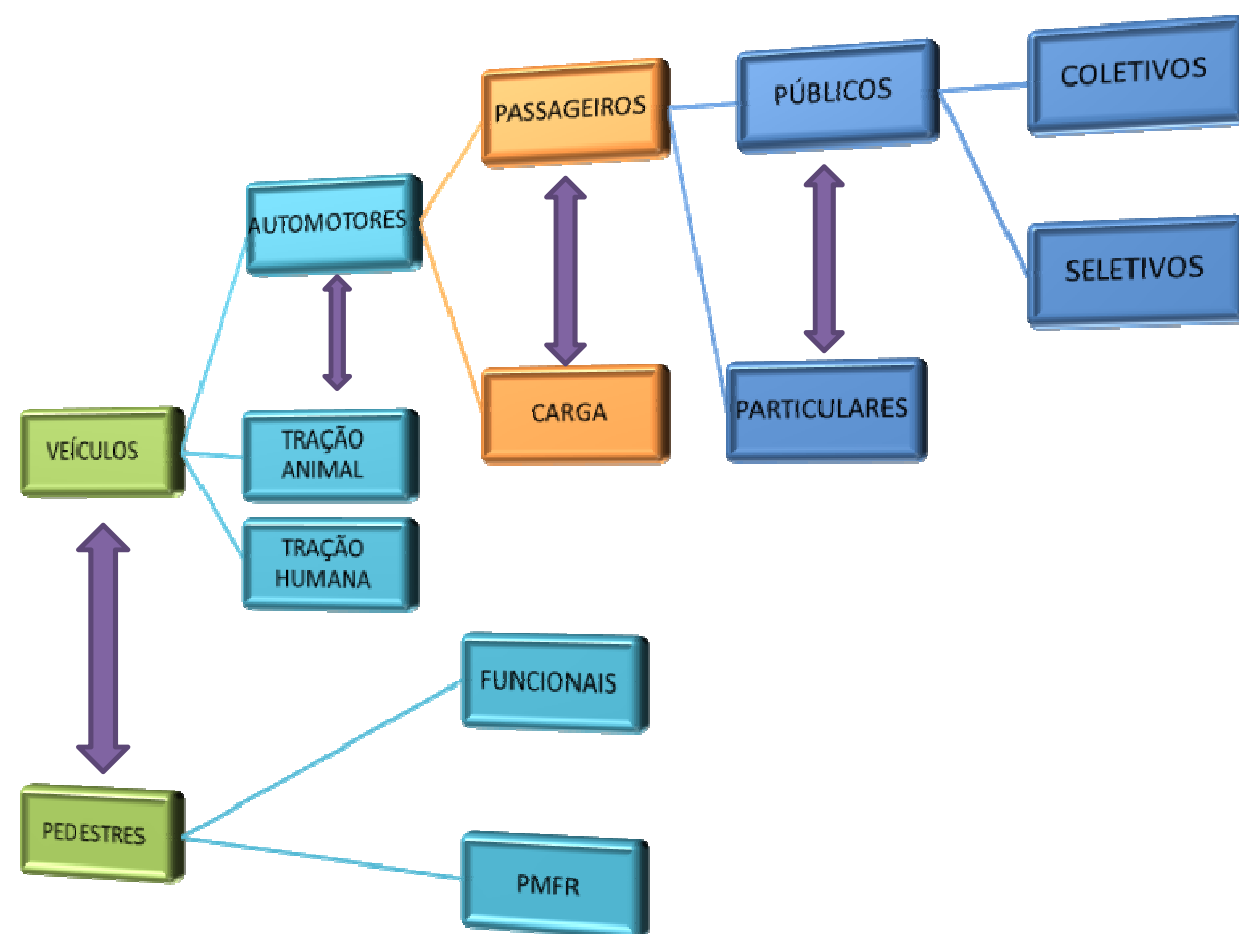 COLETIVOS
PÚBLICOS
PASSAGEIROS
AUTOMOTORES
SELETIVOS
CARGA
PARTICULARES
VEÍCULOS
TRAÇÃO
ANIMAL
TRAÇÃO
HUMANA
FUNCIONAIS
PEDESTRES
PMFR